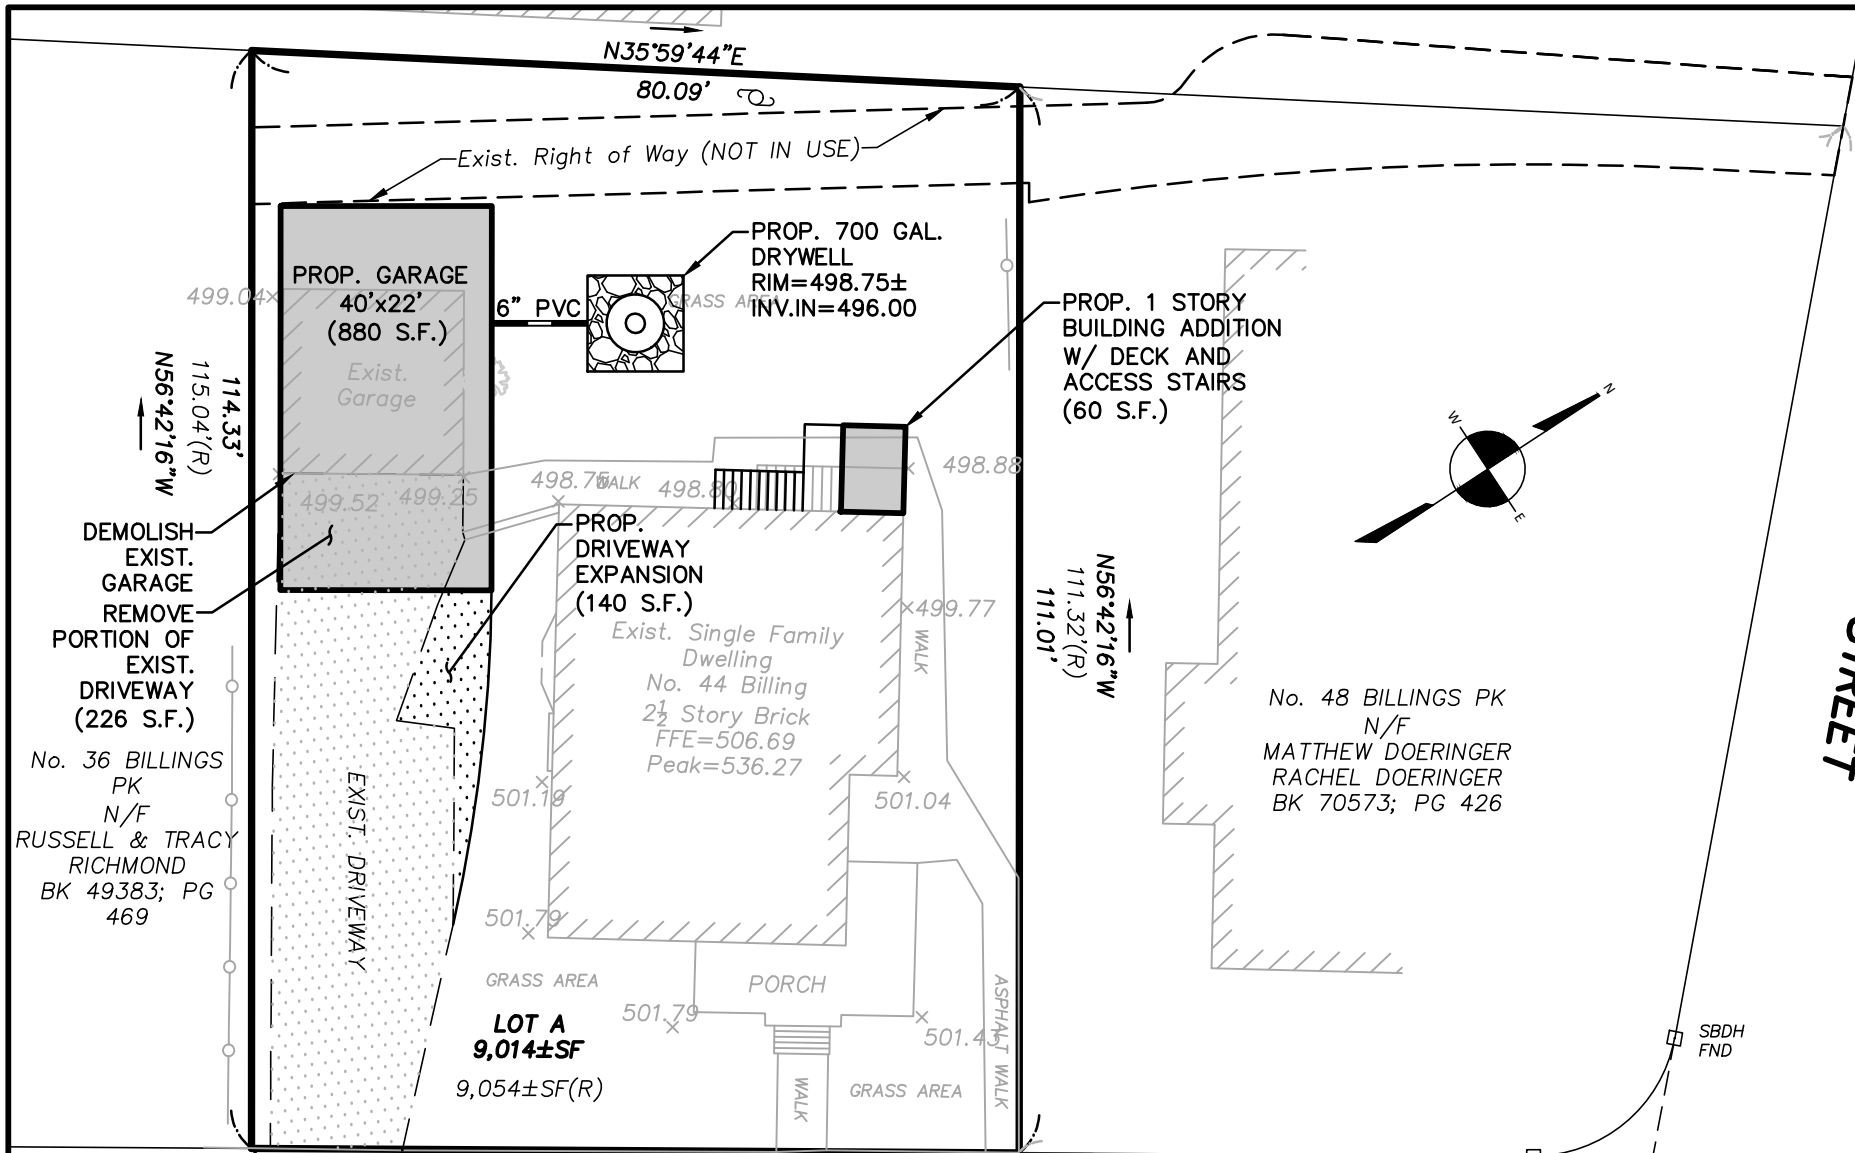 N35°59'44"E
80.09'
Exist. Right of Way (NOT IN USE)
PROP. GARAGE
40'x22'
(880 S.F.)
Exist.
Garage
499.04
6" PVC
PROP. 700 GAL.
DRYWELL
RIM=498.75±
INV.IN=496.00
GRASS AREA
PROP. 1 STORY
BUILDING ADDITION
W/ DECK AND
ACCESS STAIRS
(60 S.F.)
114.33'
115.04'(R)
N56°42'16"W
499.52
499.25
498.75
WALK
498.80
498.88
DEMOLISH
EXIST.
GARAGE
REMOVE
PORTION OF
EXIST.
DRIVEWAY
(226 S.F.)
PROP.
DRIVEWAY
EXPANSION
(140 S.F.)
Exist. Single Family
Dwelling
No. 44 Billing
2½ Story Brick
FFE=506.69
Peak=536.27
499.77
WALK
N56°42'16"W
111.32'(R)
111.01'
W
N
E
No. 48 BILLINGS PK
N/F
MATTHEW DOERINGER
RACHEL DOERINGER
BK 70573; PG 426
STREET
No. 36 BILLINGS
PK
N/F
RUSSELL & TRACY
RICHMOND
BK 49383; PG
469
EXIST. DRIVEWAY
501.19
501.04
501.79
GRASS AREA
501.79
PORCH
501.43
ASPHALT WALK
LOT A
9,014±SF
9,054±SF(R)
WALK
GRASS AREA
SBDH
FND